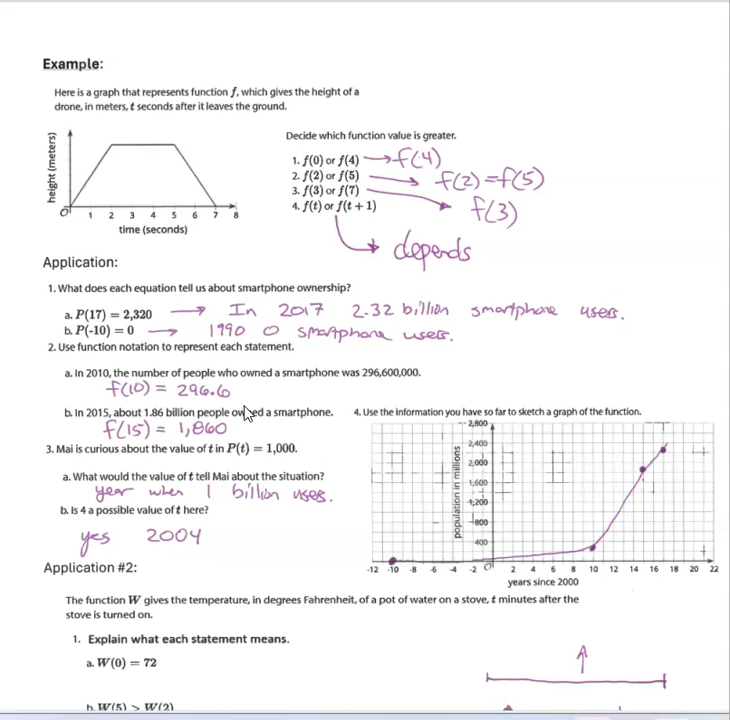 Example:
Here is a graph that represents function f, which gives the height of a
drone, in meters, t seconds after it leaves the ground.
height (meters)
O 1 2 3 4 5 6 7 8
time (seconds)
Decide which function value is greater.
1. f(0) or f(4) → f(4)
2. f(2) or f(5) → f(2) = f(5)
3. f(3) or f(7) → f(3)
4. f(t) or f(t + 1) → depends
Application:
1. What does each equation tell us about smartphone ownership?
a. P(17) = 2,320 → In 2017 2.32 billion smartphone users.
b. P(-10) = 0 → 1990 0 smartphone users.
2. Use function notation to represent each statement.
a. In 2010, the number of people who owned a smartphone was 296,600,000.
f(10) = 296.6
b. In 2015, about 1.86 billion people owned a smartphone.
f(15) = 1,860
3. Mai is curious about the value of t in P(t) = 1,000.
a. What would the value of t tell Mai about the situation?
year when 1 billion users.
b. Is 4 a possible value of t here?
yes 2004
4. Use the information you have so far to sketch a graph of the function.
population in millions
2,800
2,400
2,000
1,600
1,200
800
400
-12 -10 -8 -6 -4 -2 O 2 4 6 8 10 12 14 16 18 20 22
years since 2000
Application #2:
The function W gives the temperature, in degrees Fahrenheit, of a pot of water on a stove, t minutes after the
stove is turned on.
1. Explain what each statement means.
a. W(0) = 72
b. W(5) > W(2)